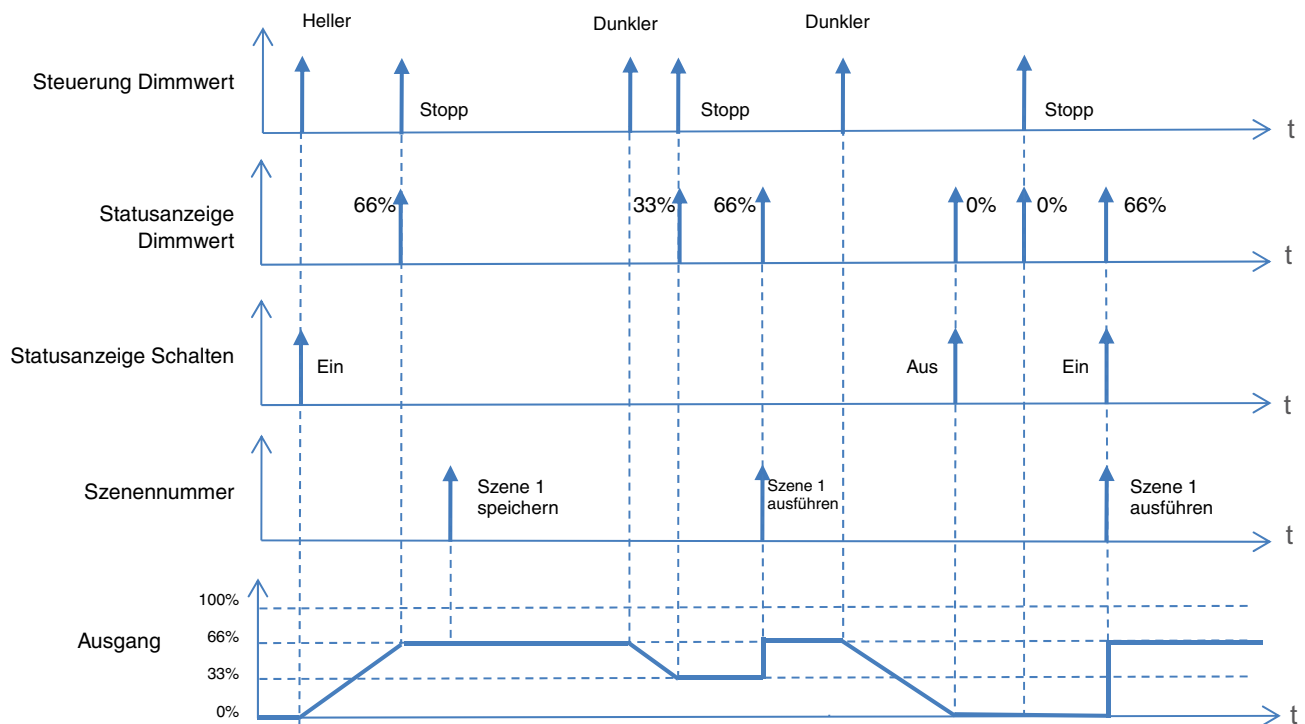 Heller
Dunkler
Dunkler
Steuerung Dimmwert
Stopp
Stopp
Stopp
t
Statusanzeige
Dimmwert
66%
33%
66%
0%
0%
66%
t
Statusanzeige Schalten
Ein
Aus
Ein
t
Szenennummer
Szene 1
speichern
Szene 1
ausführen
Szene 1
ausführen
t
Ausgang
100%
66%
33%
0%
t